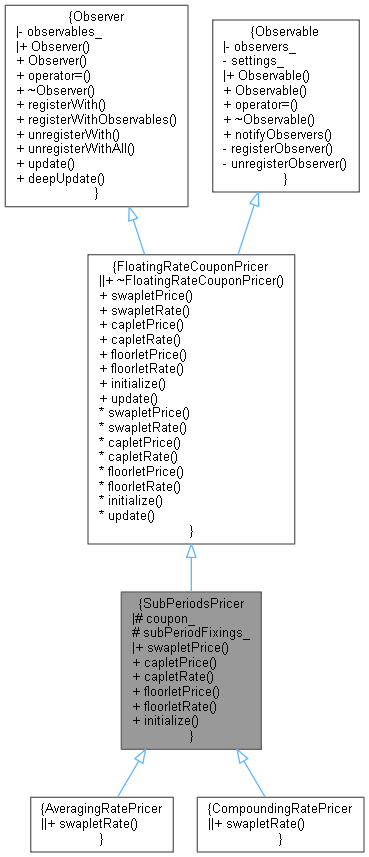 {Observer
|- observables_
|+ Observer()
+ Observer()
+ operator=()
+ ~Observer()
+ registerWith()
+ registerWithObservables()
+ unregisterWith()
+ unregisterWithAll()
+ update()
+ deepUpdate()
}
{Observable
|- observers_
- settings_
|+ Observable()
+ Observable()
+ operator=()
+ ~Observable()
+ notifyObservers()
- registerObserver()
- unregisterObserver()
}
{FloatingRateCouponPricer
||+ ~FloatingRateCouponPricer()
+ swapletPrice()
+ swapletRate()
+ capletPrice()
+ capletRate()
+ floorletPrice()
+ floorletRate()
+ initialize()
+ update()
* swapletPrice()
* swapletRate()
* capletPrice()
* capletRate()
* floorletPrice()
* floorletRate()
* initialize()
* update()
}
{SubPeriodsPricer
|# coupon_
# subPeriodFixings_
|+ swapletPrice()
+ capletPrice()
+ capletRate()
+ floorletPrice()
+ floorletRate()
+ initialize()
}
{AveragingRatePricer
||+ swapletRate()
}
{CompoundingRatePricer
||+ swapletRate()
}